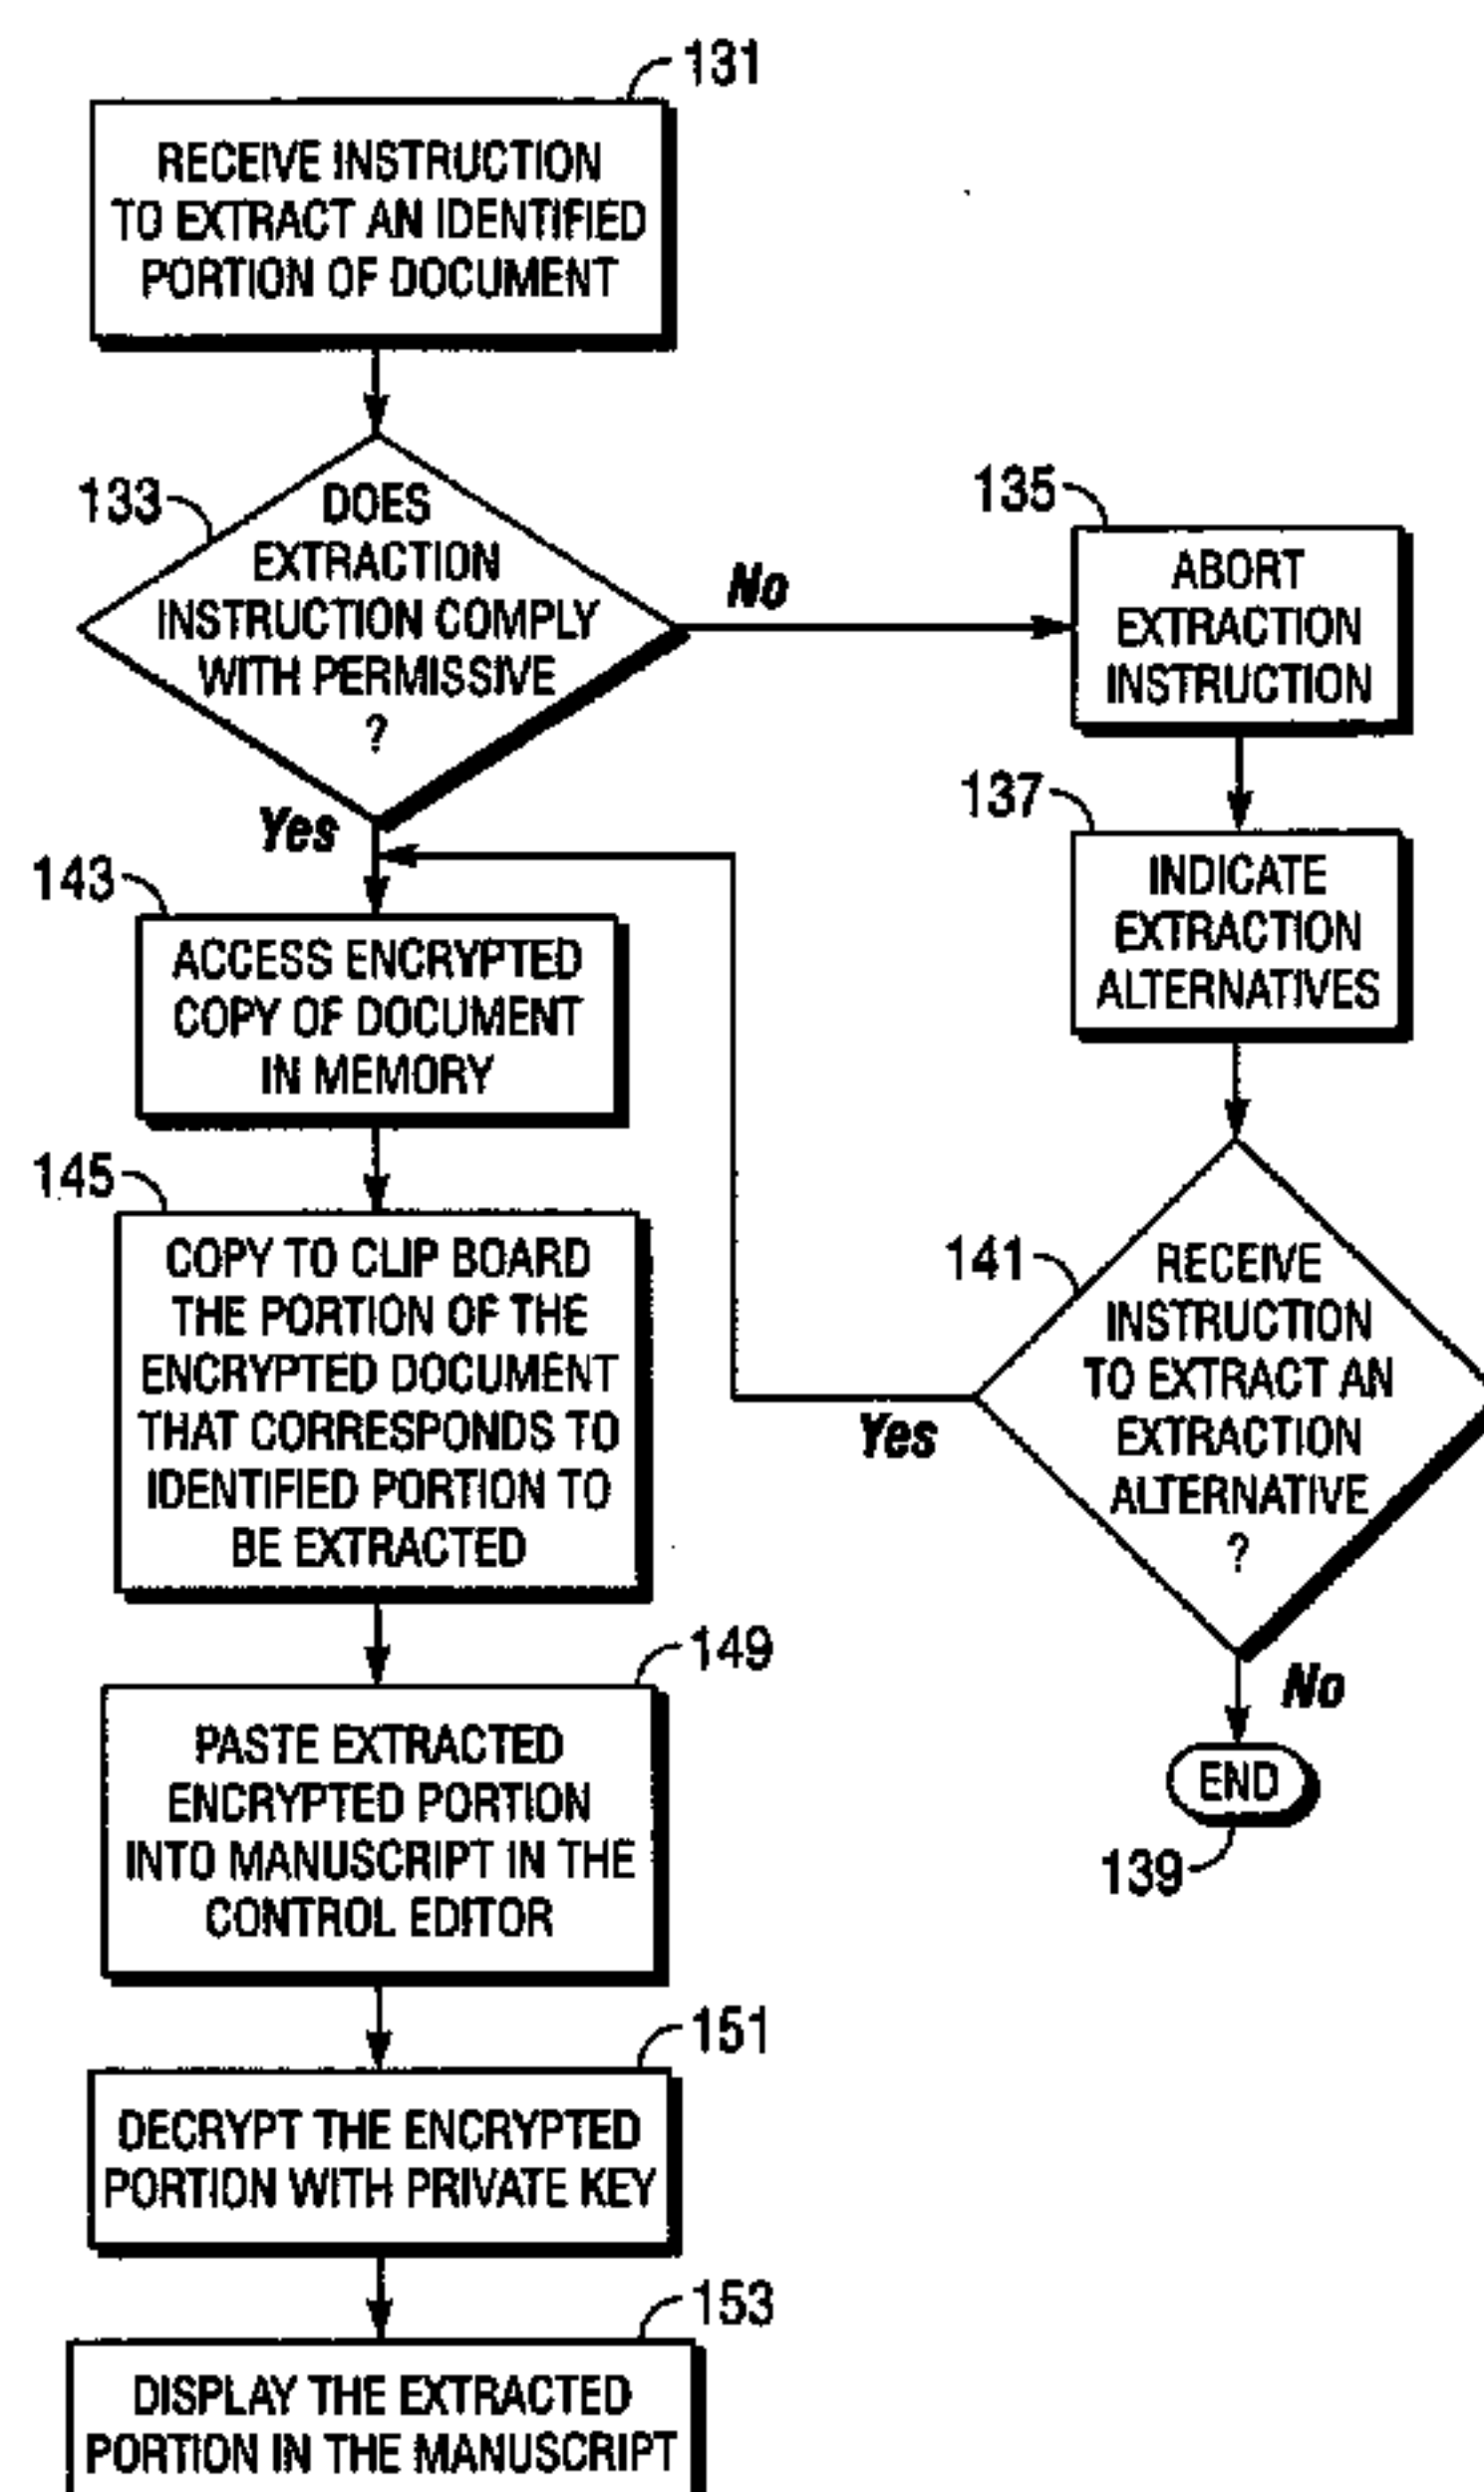 131
RECEIVE INSTRUCTION
TO EXTRACT AN IDENTIFIED
PORTION OF DOCUMENT
133
DOES
EXTRACTION
INSTRUCTION COMPLY
WITH PERMISSIVE
?
No
Yes
135
ABORT
EXTRACTION
INSTRUCTION
137
INDICATE
EXTRACTION
ALTERNATIVES
141
RECEIVE
INSTRUCTION
TO EXTRACT AN
EXTRACTION
ALTERNATIVE
?
Yes
No
END
139
143
ACCESS ENCRYPTED
COPY OF DOCUMENT
IN MEMORY
145
COPY TO CLIP BOARD
THE PORTION OF THE
ENCRYPTED DOCUMENT
THAT CORRESPONDS TO
IDENTIFIED PORTION TO
BE EXTRACTED
149
PASTE EXTRACTED
ENCRYPTED PORTION
INTO MANUSCRIPT IN THE
CONTROL EDITOR
151
DECRYPT THE ENCRYPTED
PORTION WITH PRIVATE KEY
153
DISPLAY THE EXTRACTED
PORTION IN THE MANUSCRIPT